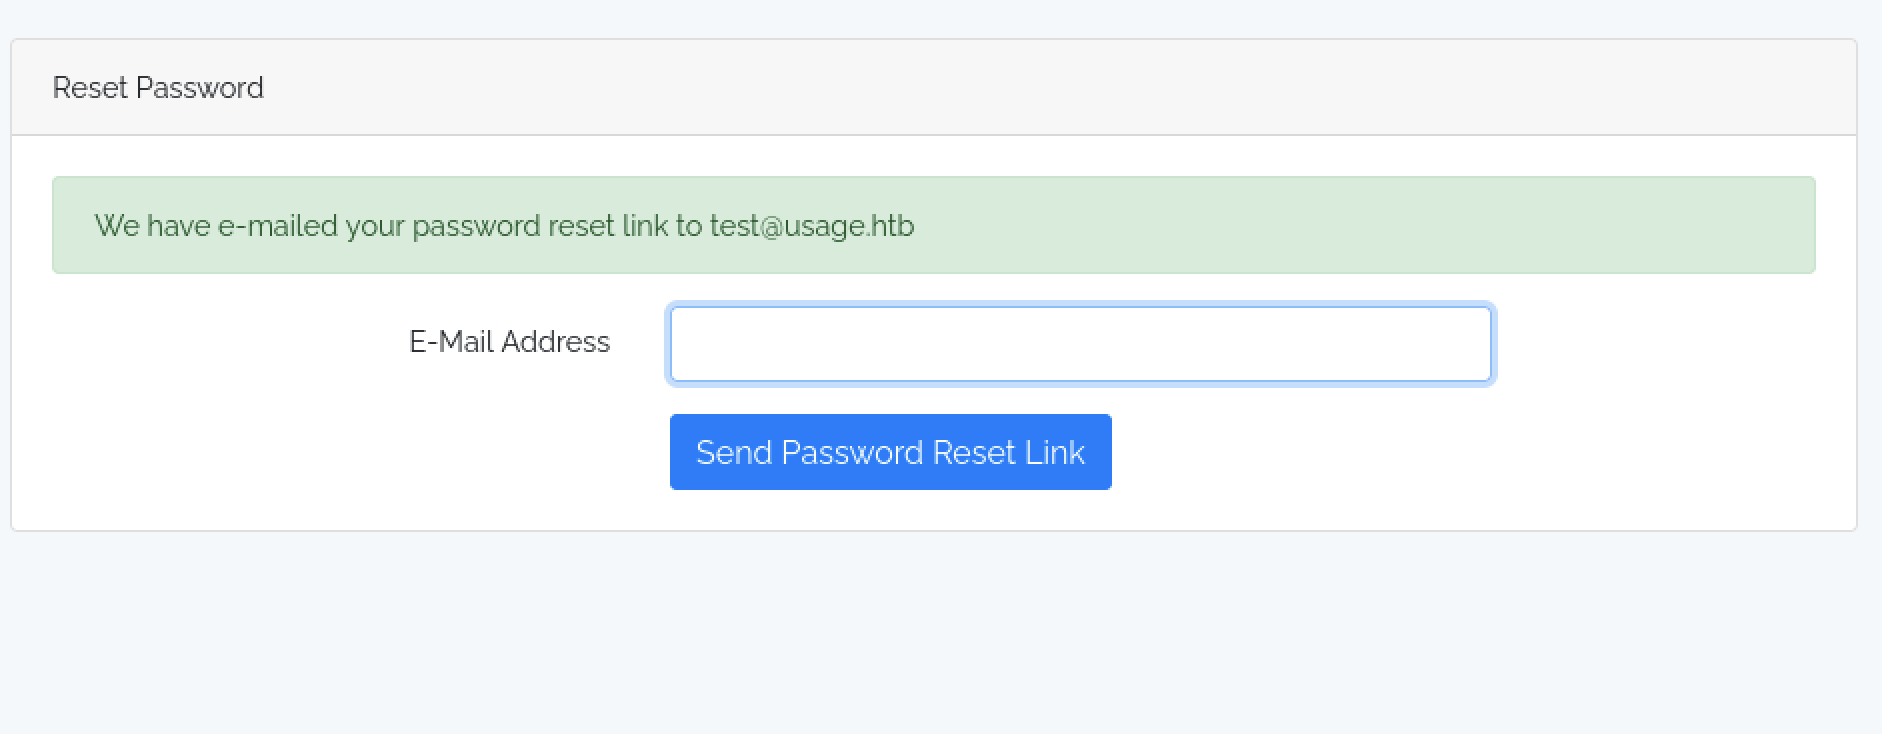 Reset Password
We have e-mailed your password reset link to test@usage.htb
E-Mail Address
Send Password Reset Link